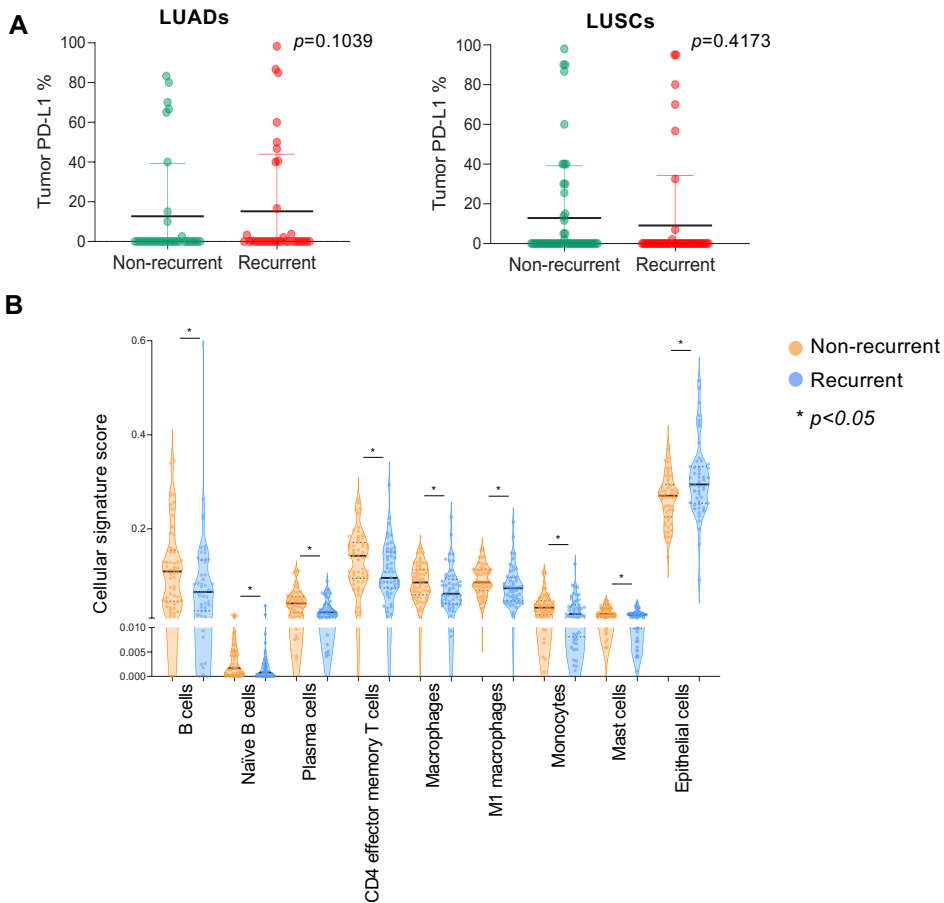 A
LUADs
p=0.1039
Tumor PD-L1 %
100
80
60
40
20
0
Non-recurrent
Recurrent
LUSCs
p=0.4173
Tumor PD-L1 %
100
80
60
40
20
0
Non-recurrent
Recurrent
B
Cellular signature score
0.6
0.4
0.2
0.010
0.005
0.000
*
*
*
*
*
*
*
*
*
Non-recurrent
Recurrent
* p<0.05
B cells
Naïve B cells
Plasma cells
CD4 effector memory T cells
Macrophages
M1 macrophages
Monocytes
Mast cells
Epithelial cells